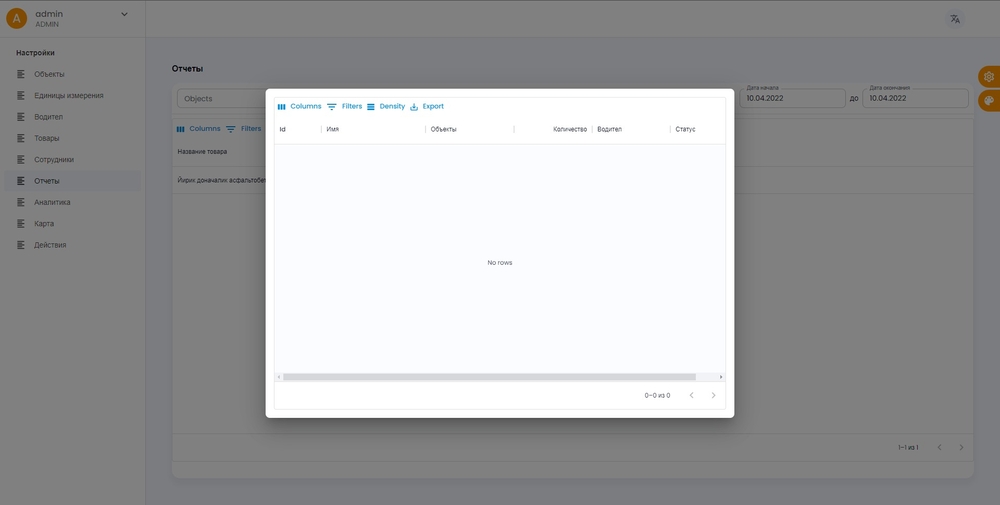 A
admin
ADMIN
Настройки
Объекты
Единицы измерения
Водител
Товары
Сотрудники
Отчеты
Аналитика
Карта
Действия
Отчеты
Objects
Дата начала
10.04.2022
до
Дата окончания
10.04.2022
Columns
Filters
Название товара
Йирик доначалик асфальтобет
1–1 из 1
Columns Filters Density Export
Id Имя Объекты Количество Водител Статус
No rows
0–0 из 0